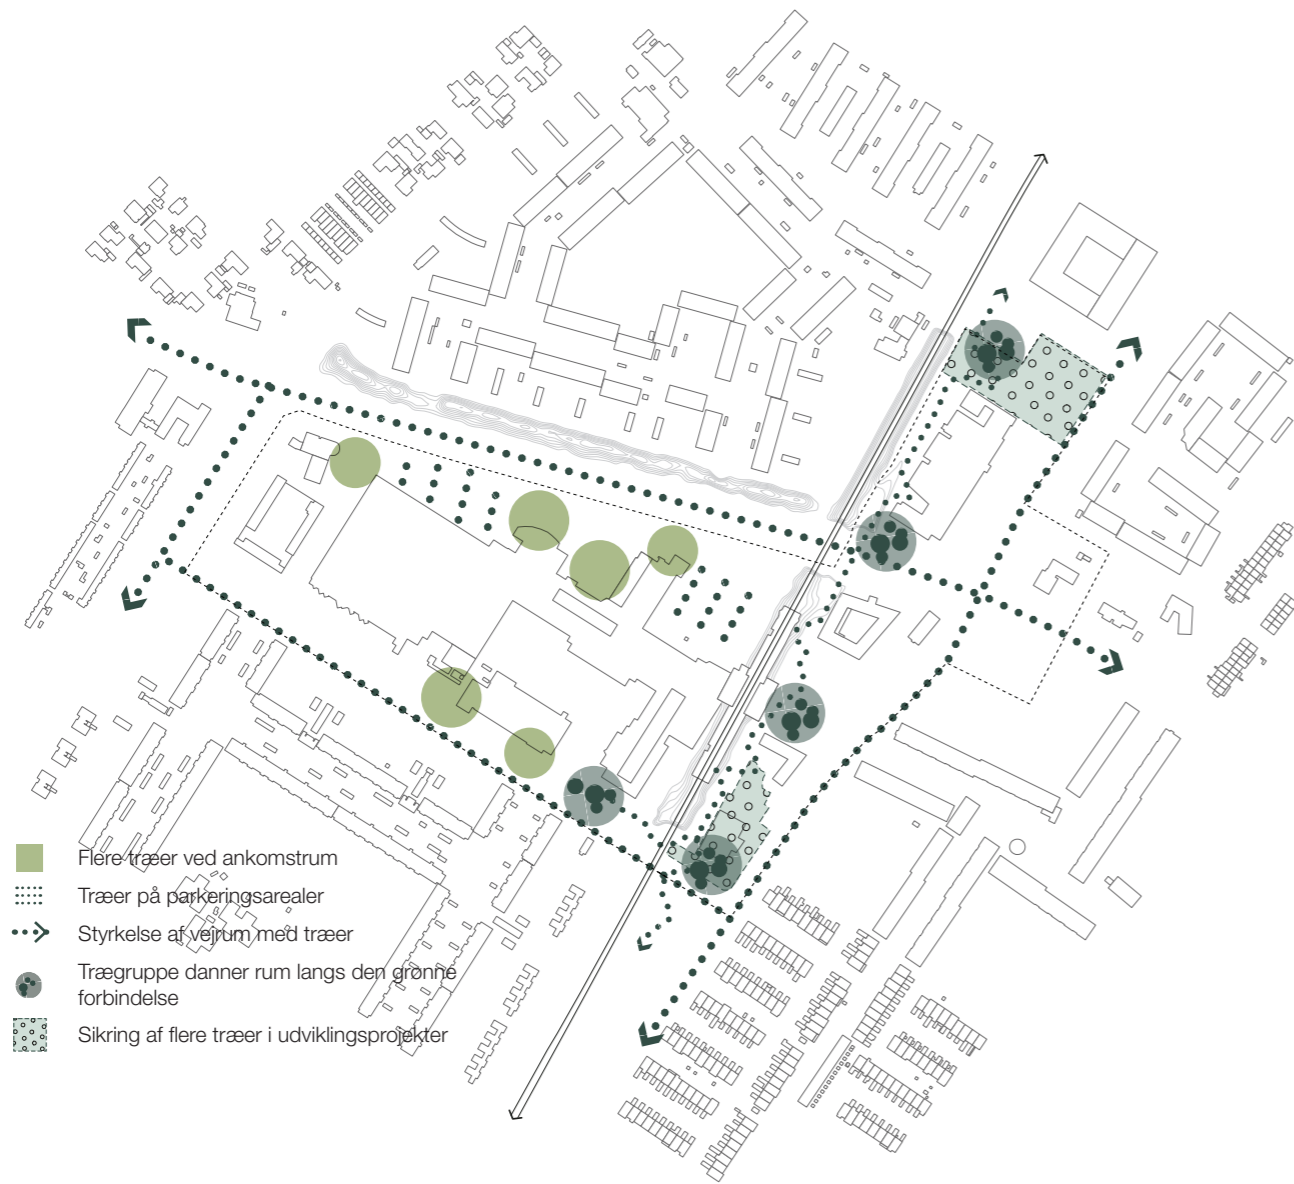 Flere træer ved ankomstrum
Træer på parkeringsarealer
Styrkelse af vejrum med træer
Trægruppe danner rum langs den grønne
forbindelse
Sikring af flere træer i udviklingsprojekter